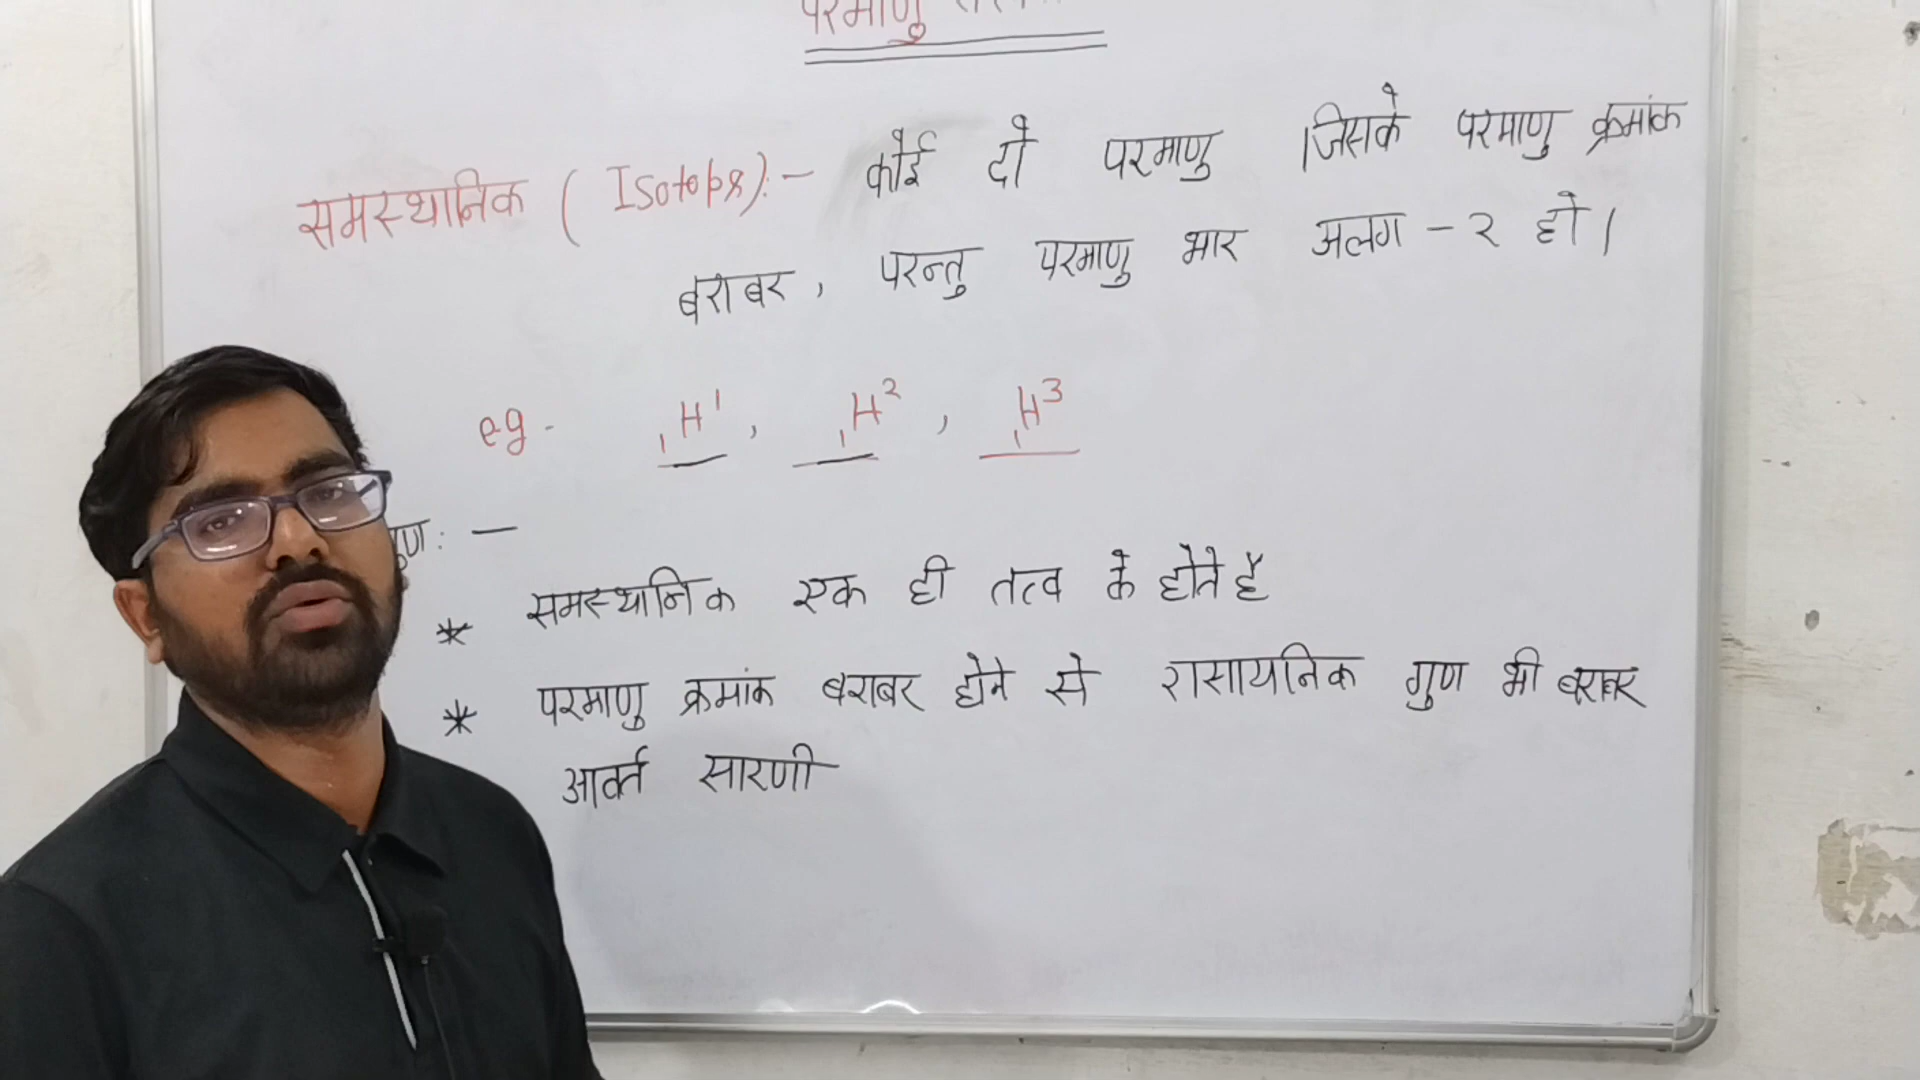 परमाणु
समस्थानिक ( Isotops):- कोई दो परमाणु जिसके परमाणु क्रमांक
बराबर, परन्तु परमाणु भार अलग - २ हो।
eg. ₁H¹, ₁H², ₁H³
गुण: -
* समस्थानिक एक ही तत्व के होते है
* परमाणु क्रमांक बराबर होने से रासायनिक गुण भी बराबर
आवर्त सारणी